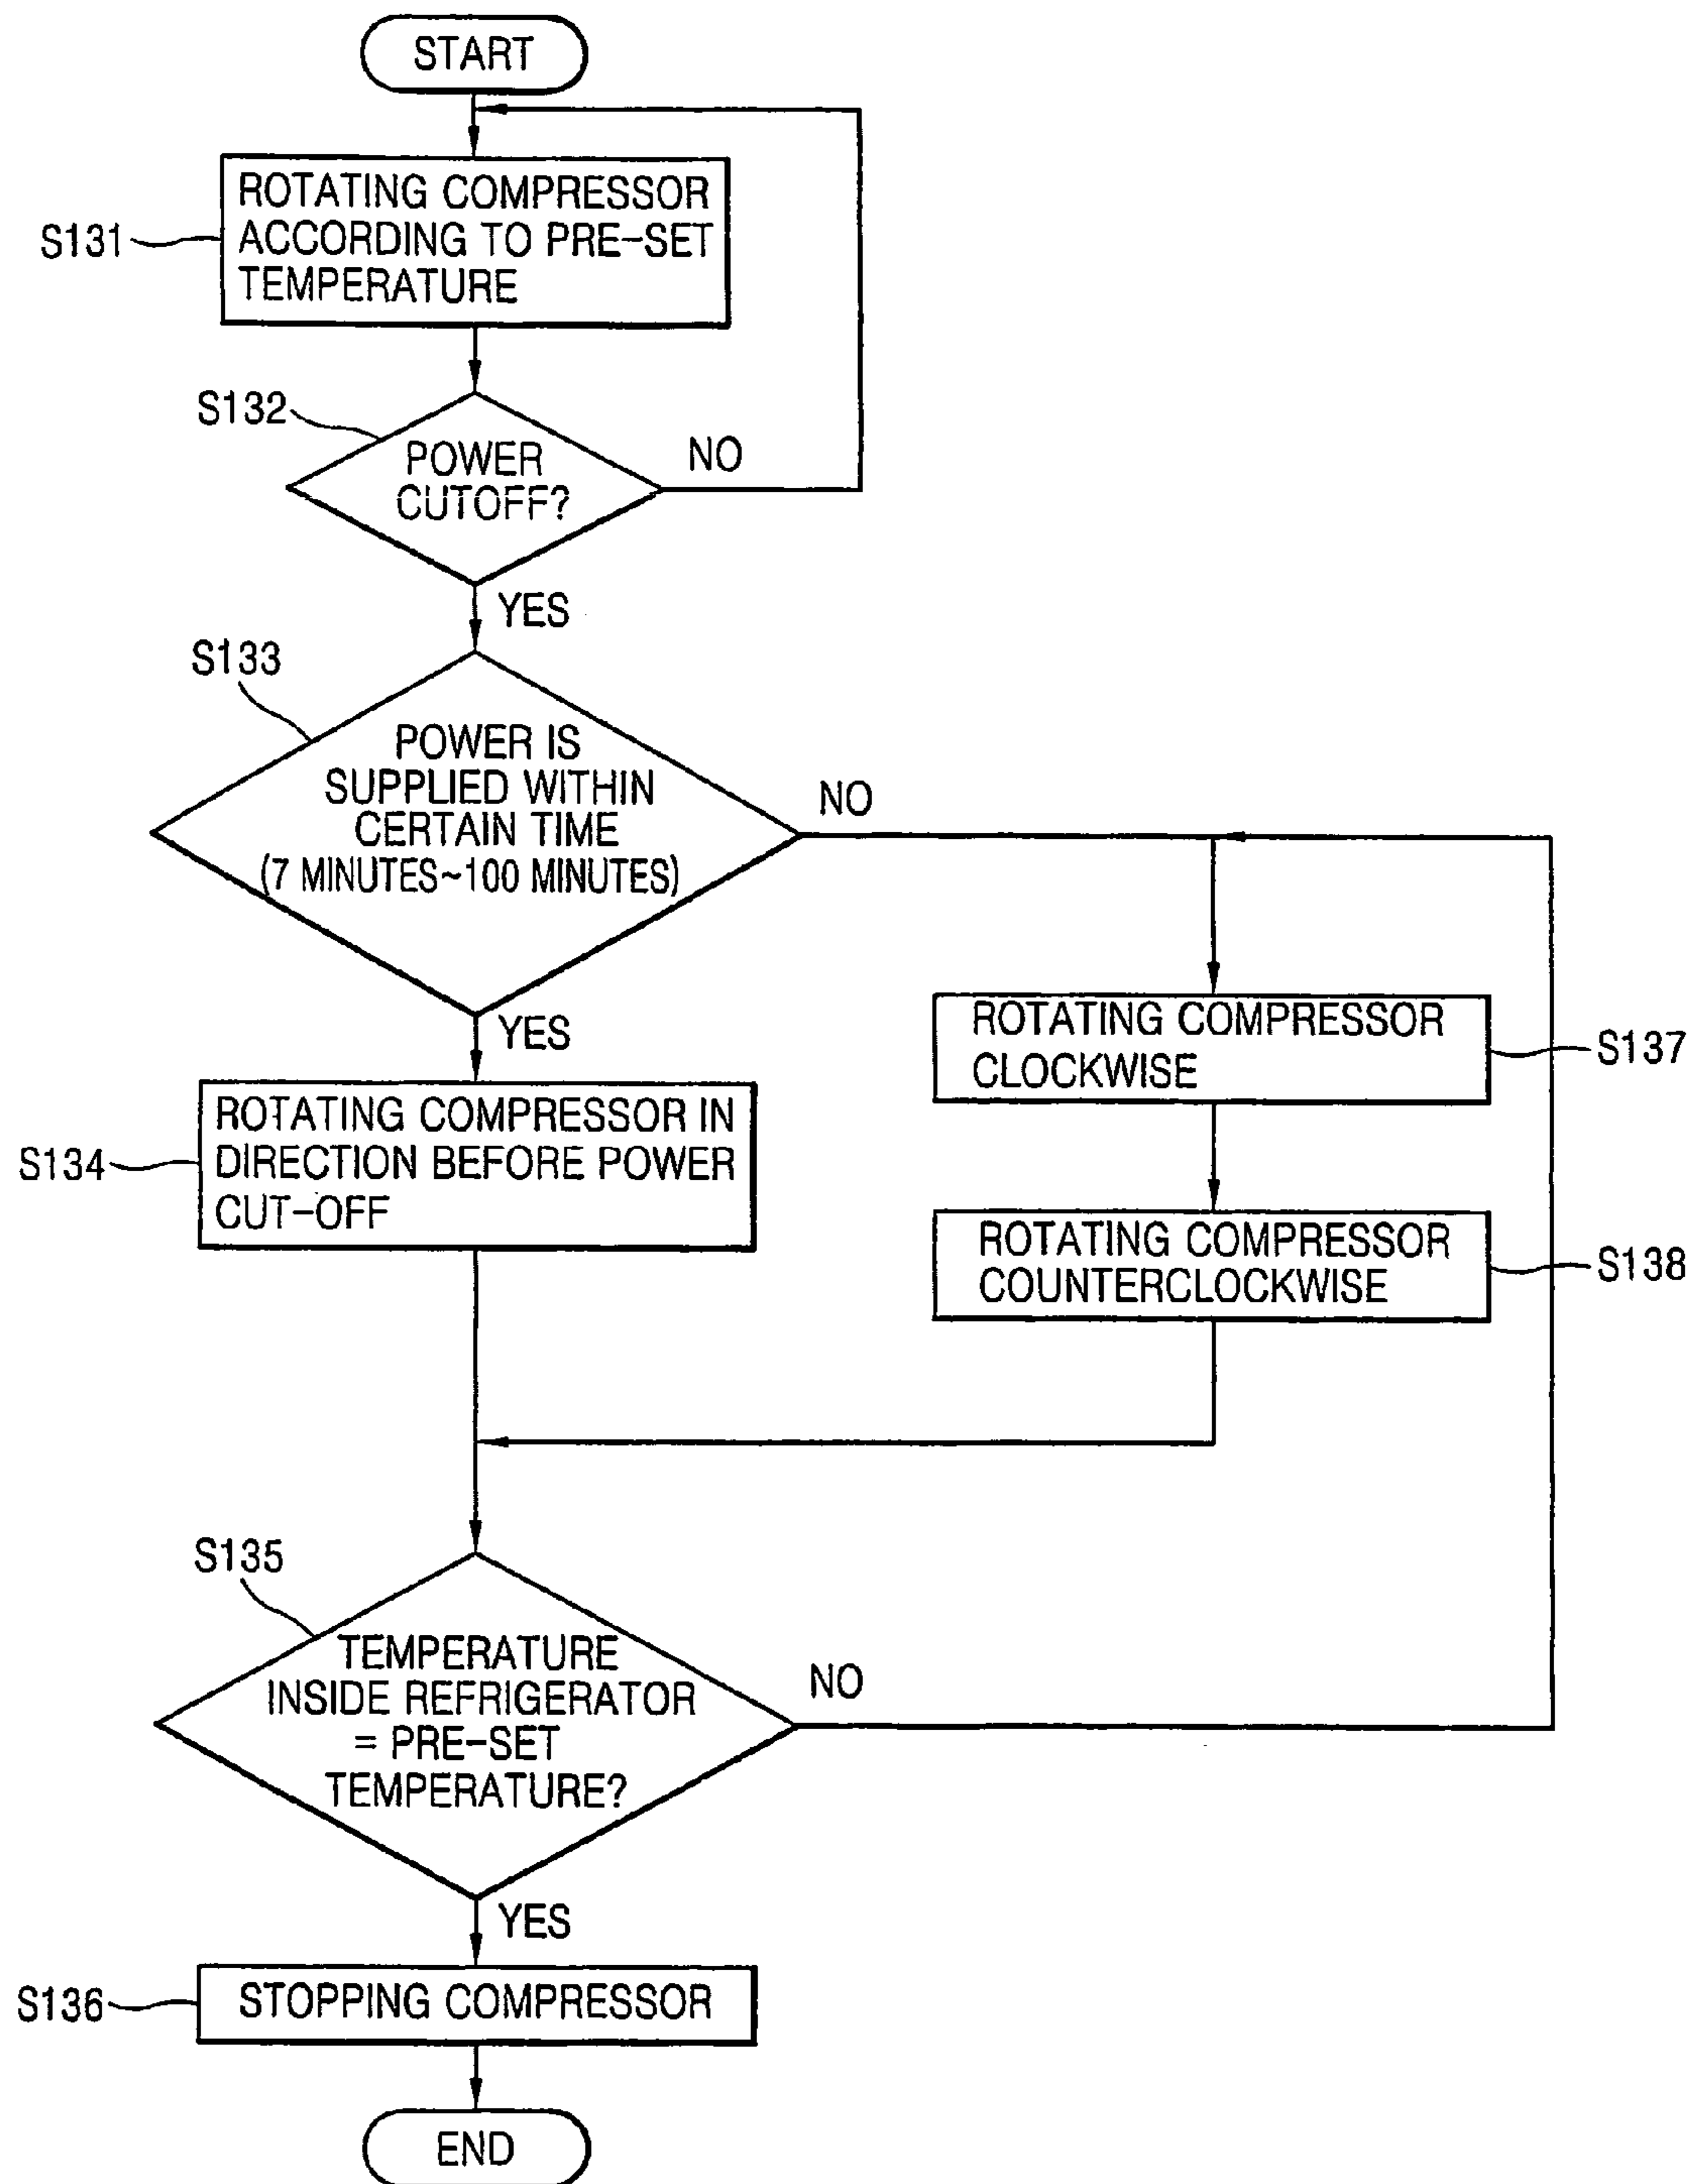 START
S131
ROTATING COMPRESSOR
ACCORDING TO PRE-SET
TEMPERATURE
S132
POWER
CUTOFF?
NO
YES
S133
POWER IS
SUPPLIED WITHIN
CERTAIN TIME
(7 MINUTES~100 MINUTES)
NO
YES
S134
ROTATING COMPRESSOR IN
DIRECTION BEFORE POWER
CUT-OFF
ROTATING COMPRESSOR
CLOCKWISE
S137
ROTATING COMPRESSOR
COUNTERCLOCKWISE
S138
S135
TEMPERATURE
INSIDE REFRIGERATOR
= PRE-SET
TEMPERATURE?
NO
YES
S136
STOPPING COMPRESSOR
END